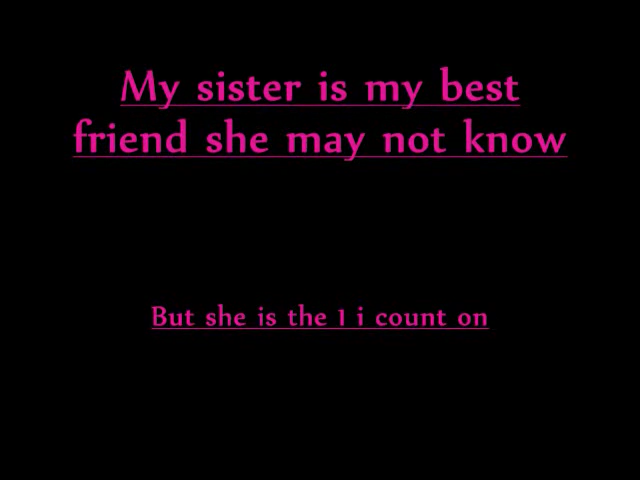 My sister is my best
friend she may not know
But she is the 1 i count on